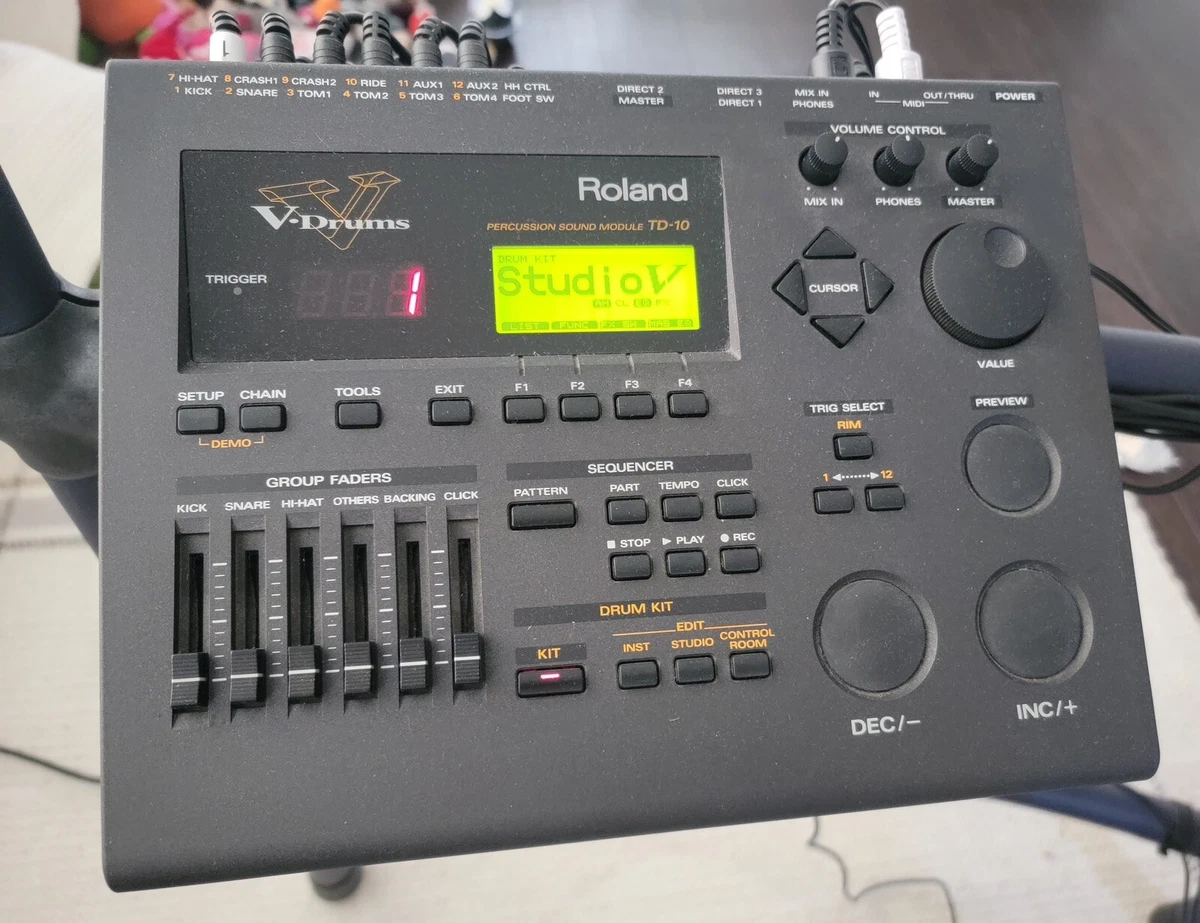 7 HI-HAT 8 CRASH1 9 CRASH2 10 RIDE 11 AUX1 12 AUX2 HH CTRL
1 KICK 2 SNARE 3 TOM1 4 TOM2 5 TOM3 6 TOM4 FOOT SW
DIRECT 2
MASTER
DIRECT 3
DIRECT 1
MIX IN
PHONES
IN OUT/THRU
MIDI
POWER
VOLUME CONTROL
MIX IN PHONES MASTER
V-Drums
Roland
PERCUSSION SOUND MODULE TD-10
TRIGGER
1
DRUM KIT
StudioV
LIST FUNC
CURSOR
VALUE
SETUP CHAIN TOOLS EXIT F1 F2 F3 F4
DEMO
TRIG SELECT
RIM
1 12
PREVIEW
GROUP FADERS
KICK SNARE HI-HAT OTHERS BACKING CLICK
SEQUENCER
PATTERN PART TEMPO CLICK
■ STOP ► PLAY ● REC
DRUM KIT
EDIT
KIT INST STUDIO CONTROL ROOM
DEC/–
INC/+